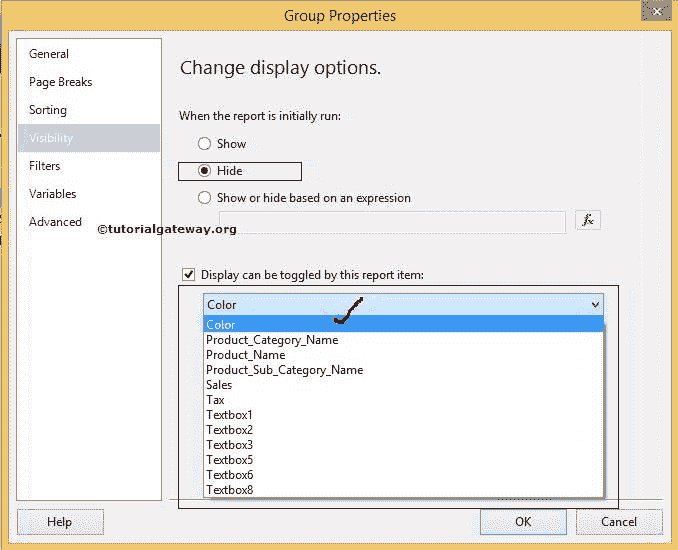 Group Properties
General
Page Breaks
Sorting
Visibility
Filters
Variables
Advanced
©tutorialgateway.org
Change display options.
When the report is initially run:
Show
Hide
Show or hide based on an expression
fx
Display can be toggled by this report item:
Color
Color
Product_Category_Name
Product_Name
Product_Sub_Category_Name
Sales
Tax
Textbox1
Textbox2
Textbox3
Textbox5
Textbox6
Textbox8
Help
OK
Cancel